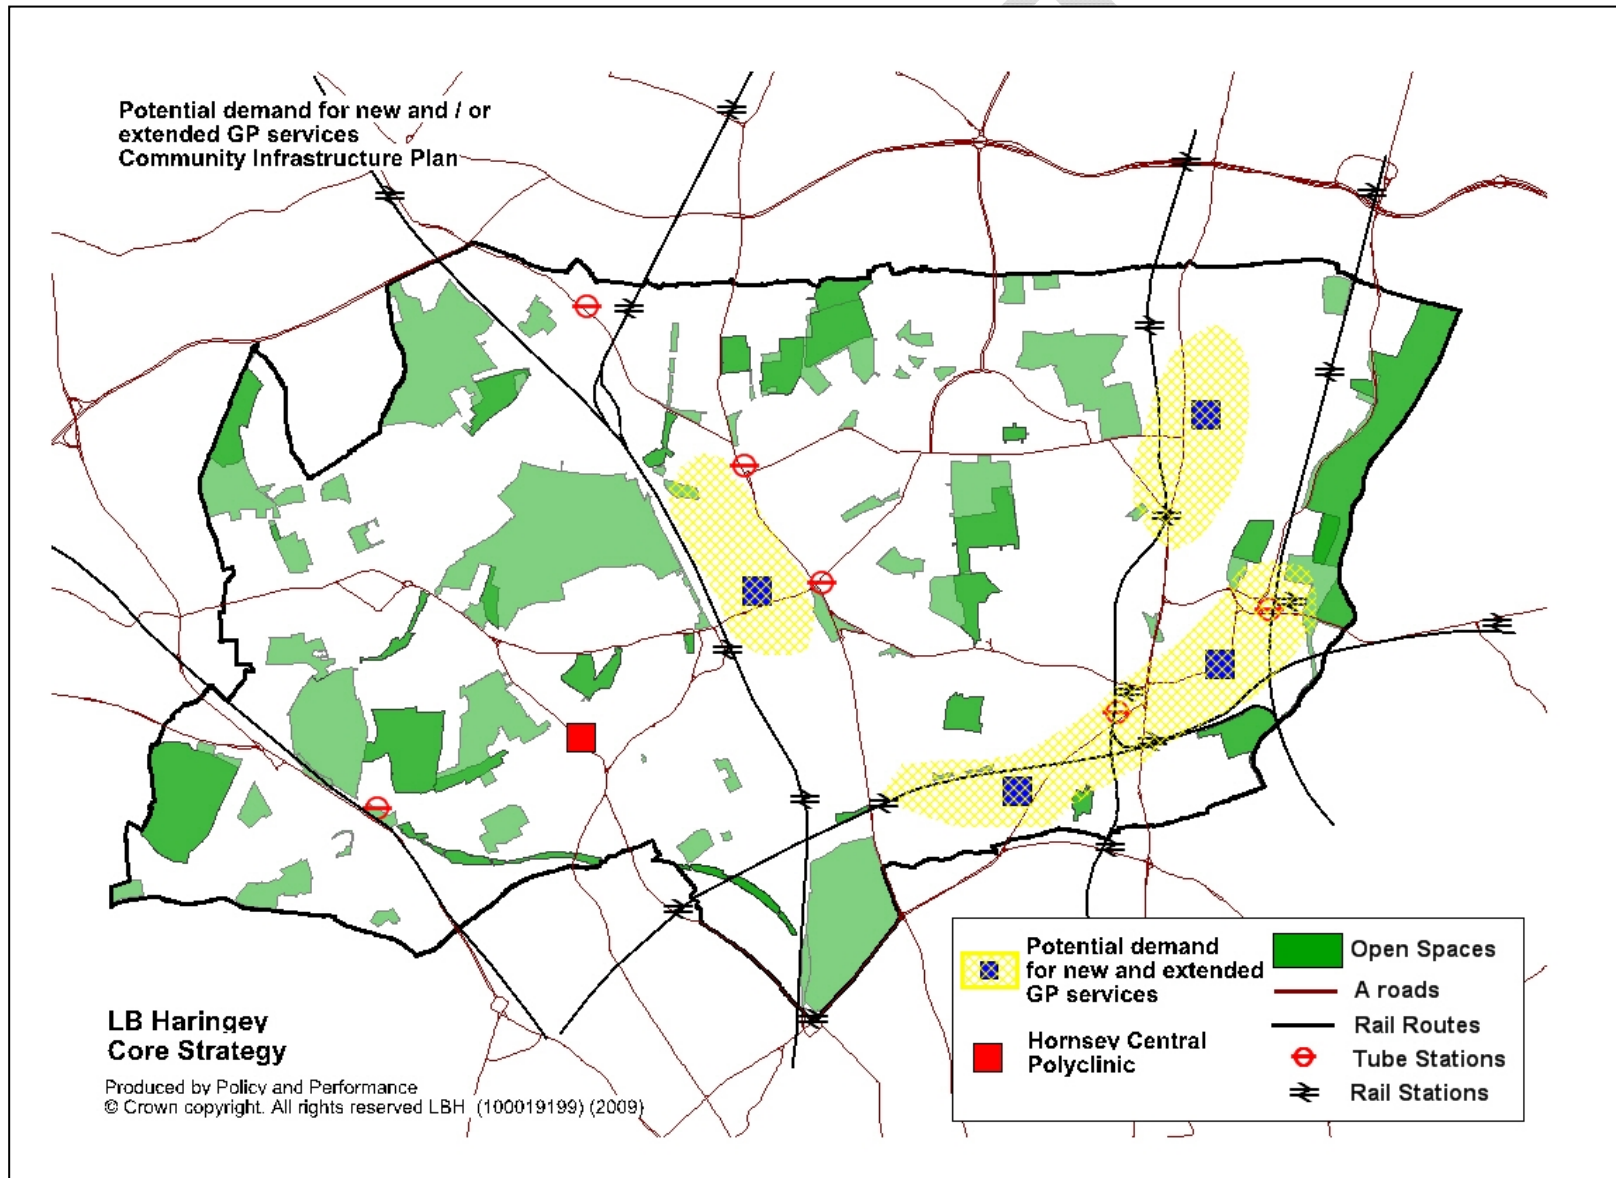 Potential demand for new and / or
extended GP services
Community Infrastructure Plan
LB Haringey
Core Strategy
Produced by Policy and Performance
© Crown copyright. All rights reserved LBH (100019199) (2009)
Potential demand
for new and extended
GP services
Hornsey Central
Polyclinic
Open Spaces
A roads
Rail Routes
Tube Stations
Rail Stations